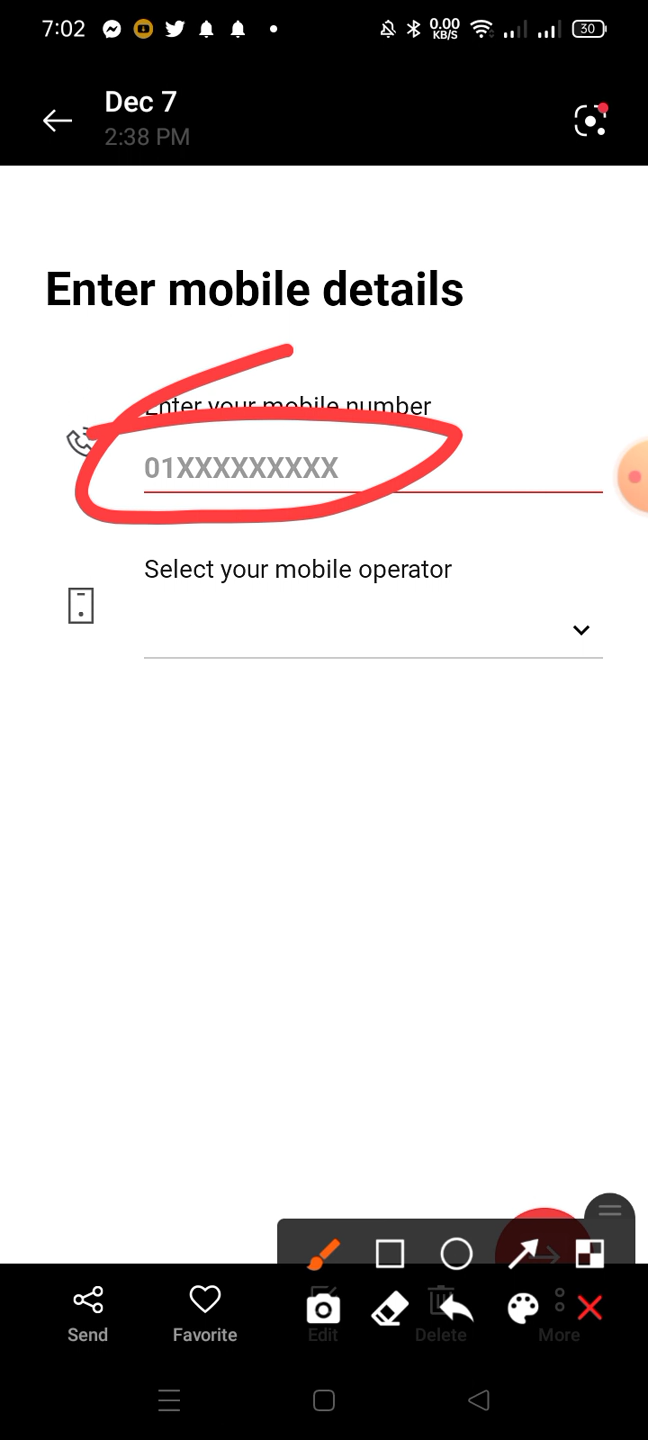 7:02
0.00
KB/S
30
Dec 7
2:38 PM
Enter mobile details
Enter your mobile number
01XXXXXXXXX
Select your mobile operator
Send
Favorite
Edit
Delete
More